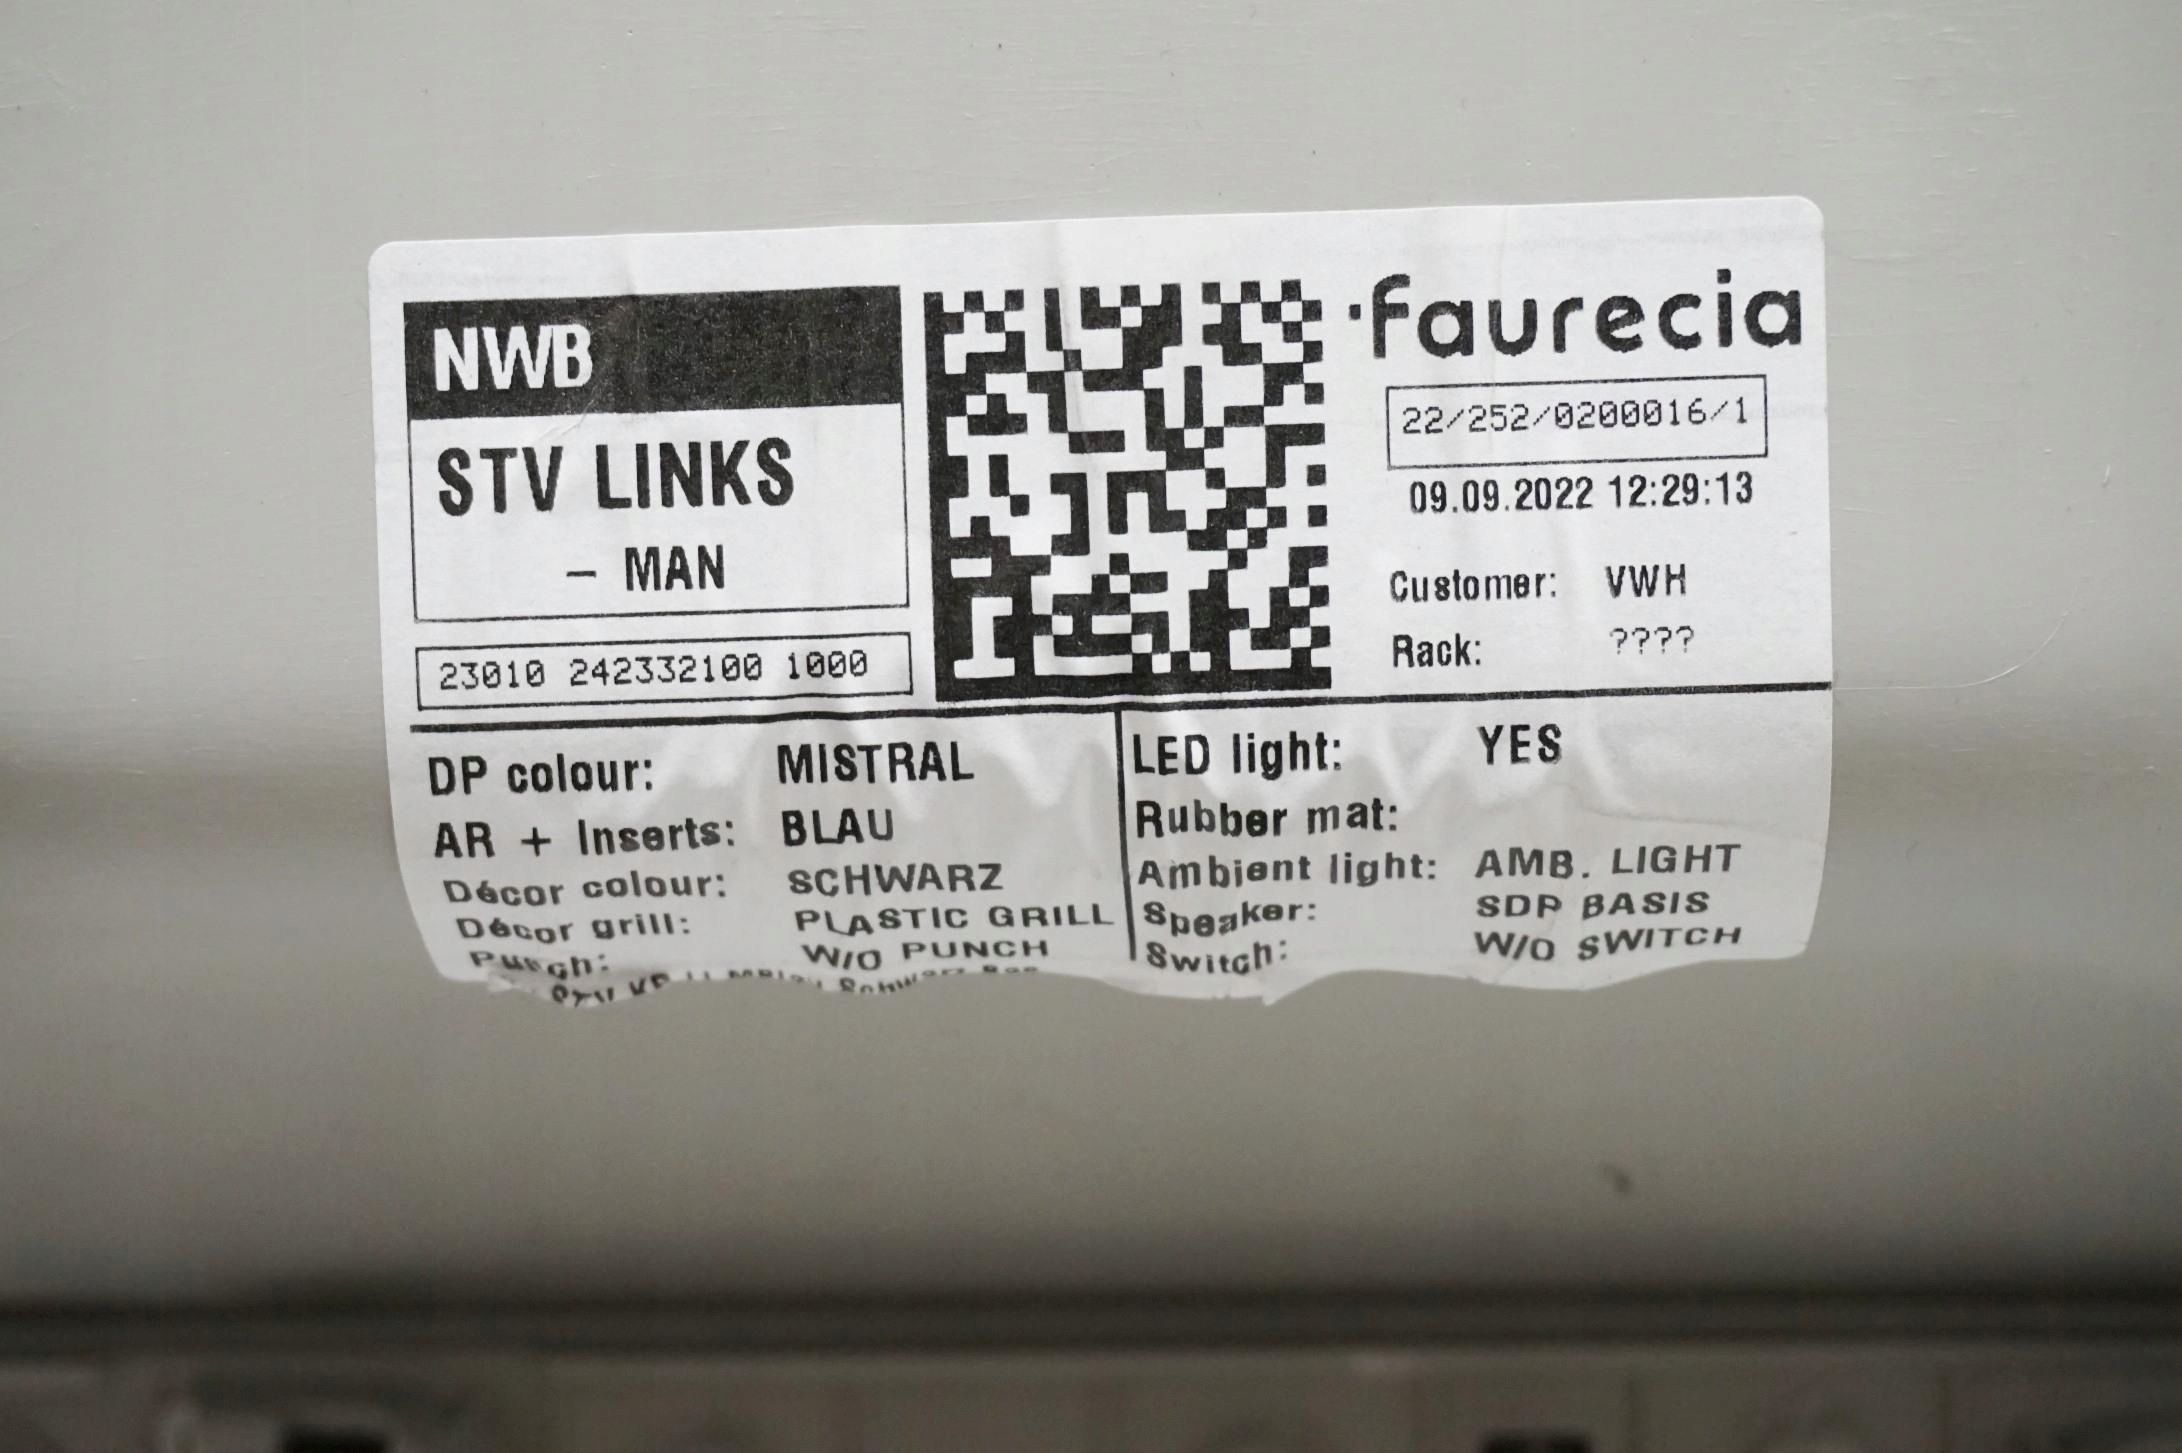 NWB
STV LINKS
– MAN
23010 242332100 1000
faurecia
22/252/0200016/1
09.09.2022 12:29:13
Customer: VWH
Rack: ????
DP colour: MISTRAL
AR + Inserts: BLAU
Décor colour: SCHWARZ
Décor grill: PLASTIC GRILL
Punch: W/O PUNCH
LED light: YES
Rubber mat:
Ambient light: AMB. LIGHT
Speaker: SDP BASIS
Switch: W/O SWITCH